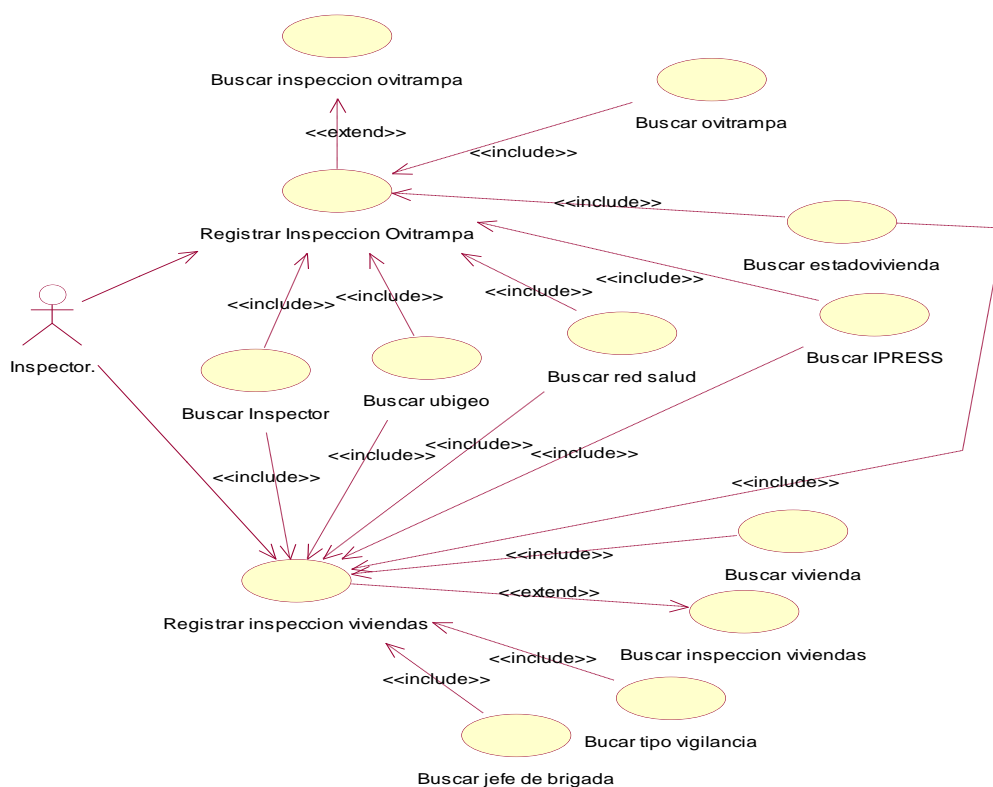 Buscar inspeccion ovitrampa
Buscar ovitrampa
<<extend>>
<<include>>
<<include>>
Registrar Inspeccion Ovitrampa
Buscar estadovivienda
<<include>>
<<include>>
<<include>>
<<include>>
Inspector.
Buscar Inspector
Buscar ubigeo
Buscar red salud
Buscar IPRESS
<<include>>
<<include>>
<<include>>
<<include>>
<<include>>
<<include>>
Buscar vivienda
<<extend>>
Registrar inspeccion viviendas
Buscar inspeccion viviendas
<<include>>
<<include>>
Bucar tipo vigilancia
Buscar jefe de brigada